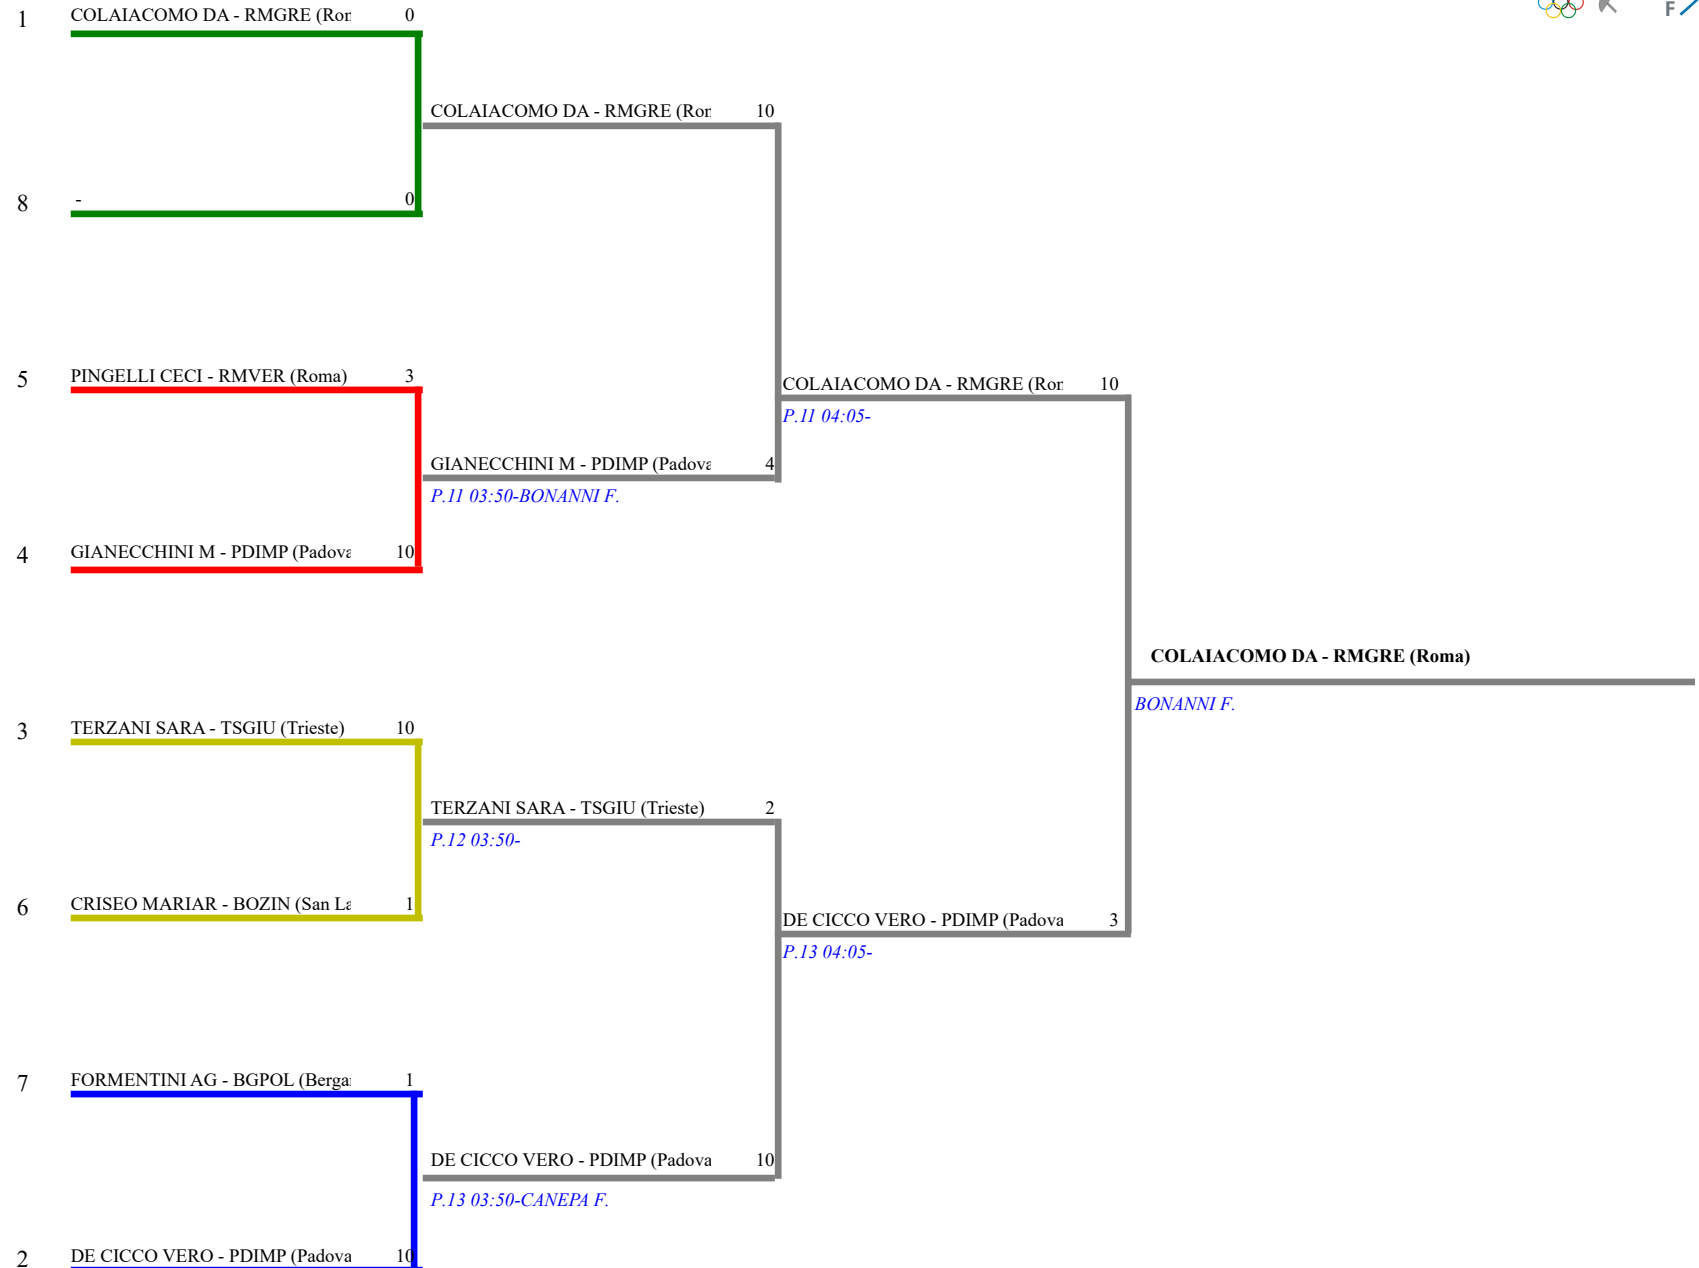 F
1 COLAIACOMO DA - RMGRE (Ror 0
COLAIACOMO DA - RMGRE (Ror 10
8 - 0
5 PINGELLI CECI - RMVER (Roma) 3
COLAIACOMO DA - RMGRE (Ror 10
P.11 04:05-
GIANECCHINI M - PDIMP (Padova 4
P.11 03:50-BONANNI F.
4 GIANECCHINI M - PDIMP (Padova 10
COLAIACOMO DA - RMGRE (Roma)
BONANNI F.
3 TERZANI SARA - TSGIU (Trieste) 10
TERZANI SARA - TSGIU (Trieste) 2
P.12 03:50-
6 CRISEO MARIAR - BOZIN (San La 1
DE CICCO VERO - PDIMP (Padova 3
P.13 04:05-
7 FORMENTINI AG - BGPOL (Berga 1
DE CICCO VERO - PDIMP (Padova 10
P.13 03:50-CANEPA F.
2 DE CICCO VERO - PDIMP (Padova 10